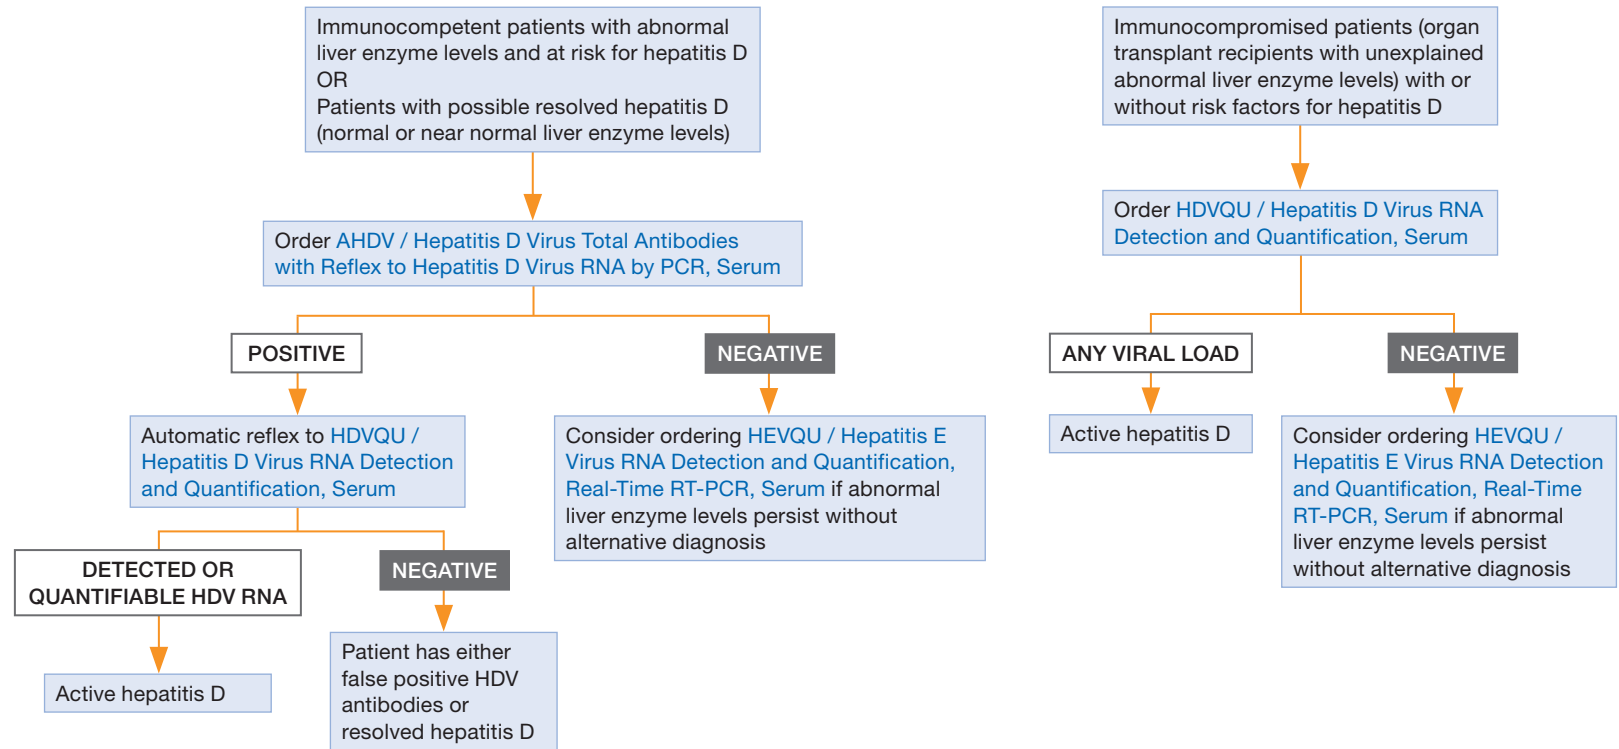 Immunocompetent patients with abnormal
liver enzyme levels and at risk for hepatitis D
OR
Patients with possible resolved hepatitis D
(normal or near normal liver enzyme levels)
Order AHDV / Hepatitis D Virus Total Antibodies
with Reflex to Hepatitis D Virus RNA by PCR, Serum
POSITIVE
NEGATIVE
Automatic reflex to HDVQU /
Hepatitis D Virus RNA Detection
and Quantification, Serum
Consider ordering HEVQU / Hepatitis E
Virus RNA Detection and Quantification,
Real-Time RT-PCR, Serum if abnormal
liver enzyme levels persist without
alternative diagnosis
DETECTED OR
QUANTIFIABLE HDV RNA
NEGATIVE
Active hepatitis D
Patient has either
false positive HDV
antibodies or
resolved hepatitis D
Immunocompromised patients (organ
transplant recipients with unexplained
abnormal liver enzyme levels) with or
without risk factors for hepatitis D
Order HDVQU / Hepatitis D Virus RNA
Detection and Quantification, Serum
ANY VIRAL LOAD
NEGATIVE
Active hepatitis D
Consider ordering HEVQU /
Hepatitis E Virus RNA Detection
and Quantification, Real-Time
RT-PCR, Serum if abnormal
liver enzyme levels persist
without alternative diagnosis